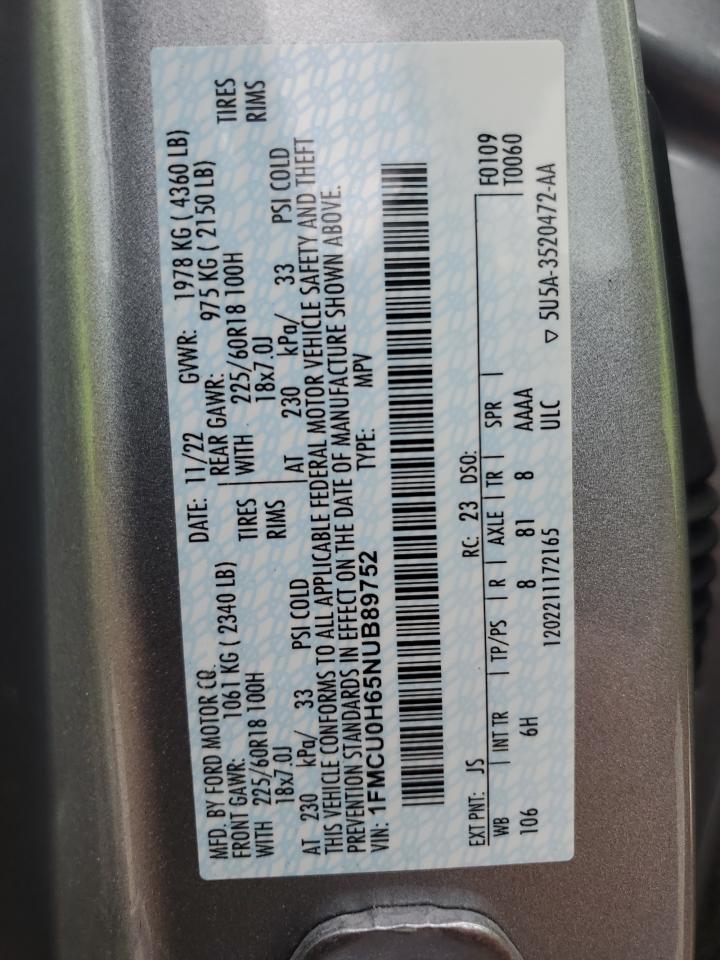 MFD. BY FORD MOTOR CO. DATE: 11/22 GVWR: 1978 KG ( 4360 LB)
FRONT GAWR: 1061 KG ( 2340 LB) REAR GAWR: 975 KG ( 2150 LB)
WITH 225/60R18 100H TIRES WITH 225/60R18 100H TIRES
18x7.0J RIMS 18x7.0J RIMS
AT 230 kPa/ 33 PSI COLD AT 230 kPa/ 33 PSI COLD
THIS VEHICLE CONFORMS TO ALL APPLICABLE FEDERAL MOTOR VEHICLE SAFETY AND THEFT
PREVENTION STANDARDS IN EFFECT ON THE DATE OF MANUFACTURE SHOWN ABOVE.
VIN: 1FMCU0H65NUB89752 TYPE: MPV
EXT PNT: JS RC: 23 DSO:
WB | INT TR | TP/PS | R | AXLE | TR | SPR | F0109
106 6H 8 81 8 AAAA T0060
1202211172165 ULC ▽ 5U5A-3520472-AA